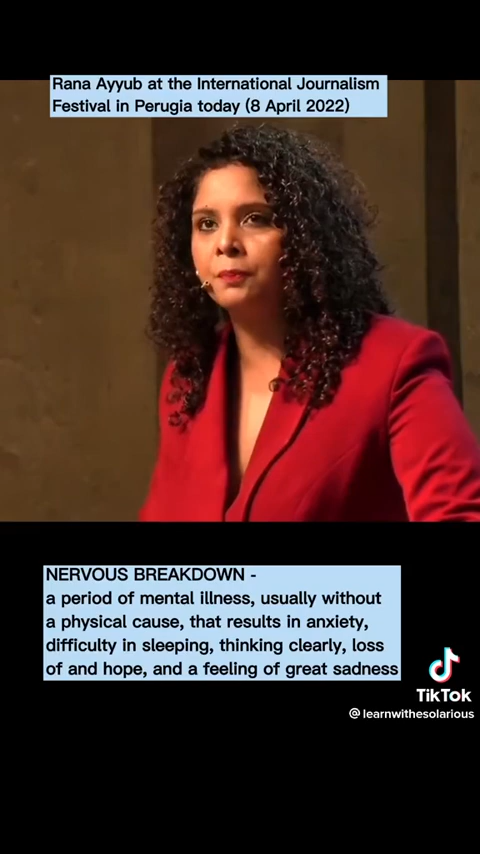 Rana Ayyub at the International Journalism
Festival in Perugia today (8 April 2022)
NERVOUS BREAKDOWN -
a period of mental illness, usually without
a physical cause, that results in anxiety,
difficulty in sleeping, thinking clearly, loss
of and hope, and a feeling of great sadness
TikTok
@learnwithesolarious